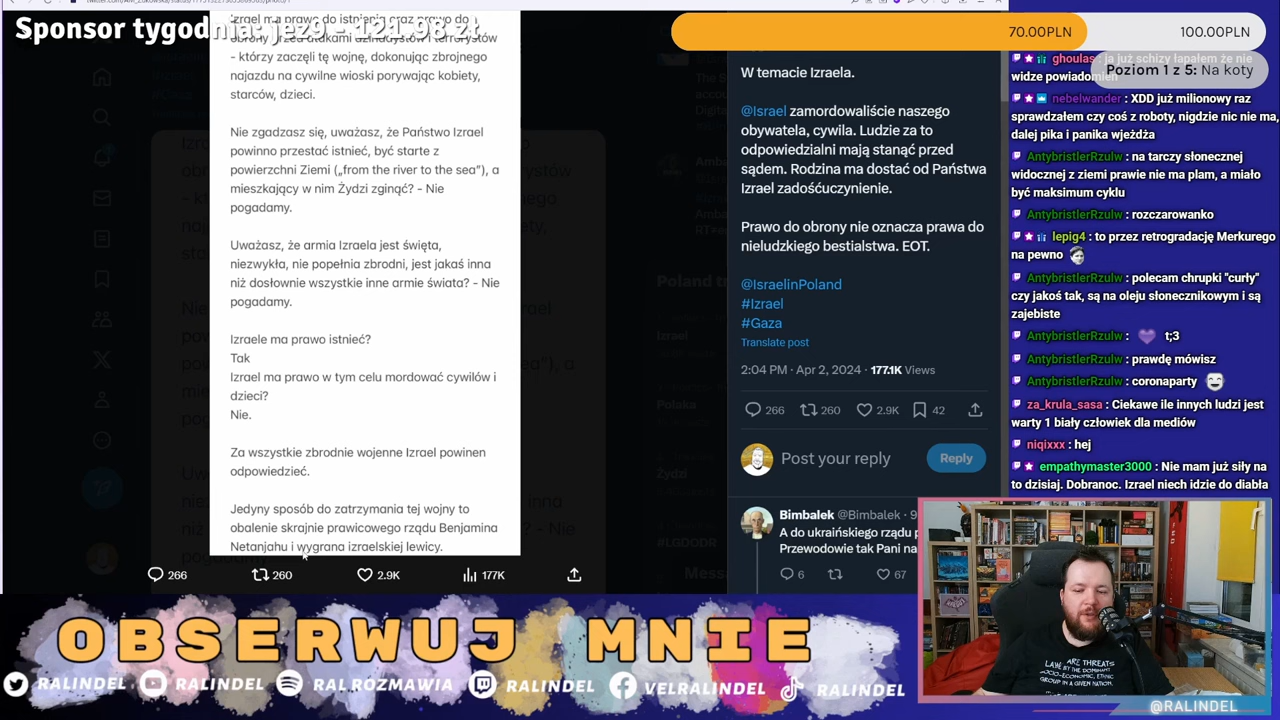 Sponsor tygodnia: jez9 - 121.98 zł
70.00PLN
100.00PLN
Poziom 1 z 5: Na koty
Izrael ma prawo do istnienia oraz prawo do
obrony przed atakami dżihadystów i terrorystów
- którzy zaczęli tę wojnę, dokonując zbrojnego
najazdu na cywilne wioski porywając kobiety,
starców, dzieci.
Nie zgadzasz się, uważasz, że Państwo Izrael
powinno przestać istnieć, być starte z
powierzchni Ziemi („from the river to the sea"), a
mieszkający w nim Żydzi zginąć? - Nie
pogadamy.
Uważasz, że armia Izraela jest święta,
niezwykła, nie popełnia zbrodni, jest jakaś inna
niż dosłownie wszystkie inne armie świata? - Nie
pogadamy.
Izraele ma prawo istnieć?
Tak
Izrael ma prawo w tym celu mordować cywilów i
dzieci?
Nie.
Za wszystkie zbrodnie wojenne Izrael powinen
odpowiedzieć.
Jedyny sposób do zatrzymania tej wojny to
obalenie skrajnie prawicowego rządu Benjamina
Netanjahu i wygrana izraelskiej lewicy.
266
260
2.9K
177K
W temacie Izraela.
@Israel zamordowaliście naszego
obywatela, cywila. Ludzie za to
odpowiedzialni mają stanąć przed
sądem. Rodzina ma dostać od Państwa
Izrael zadośćuczynienie.
Prawo do obrony nie oznacza prawa do
nieludzkiego bestialstwa. EOT.
@IsraelinPoland
#Izrael
#Gaza
Translate post
2:04 PM · Apr 2, 2024 · 177.1K Views
266
260
2.9K
42
Post your reply
Reply
Bimbalek @Bimbalek · 9
A do ukraińskiego rządu p
Przewodowie tak Pani na
6
67
ghoulas: ja już schizy łapałem że nie
widze powiadomień
nebelwander: XDD już milionowy raz
sprawdzałem czy coś z roboty, nigdzie nic nie ma,
dalej pika i panika wjeżdża
AntybristlerRzulw: na tarczy słonecznej
widocznej z ziemi prawie nie ma plam, a miało
być maksimum cyklu
AntybristlerRzulw: rozczarowanko
lepig4: to przez retrogradację Merkurego
na pewno
AntybristlerRzulw: polecam chrupki "curly"
czy jakoś tak, są na oleju słonecznikowym i są
zajebiste
AntybristlerRzulw: t;3
AntybristlerRzulw: prawdę mówisz
AntybristlerRzulw: coronaparty
za_krula_sasa: Ciekawe ile innych ludzi jest
warty 1 biały człowiek dla mediów
niqixxx: hej
empathymaster3000: Nie mam już siły na
to dzisiaj. Dobranoc. Izrael niech idzie do diabła
ARE THREATS
OBSERWUJ MNIE
RALINDEL
RALINDEL
RALROZMAWIA
RALINDEL
VELRALINDEL
RALINDEL
@RALINDEL